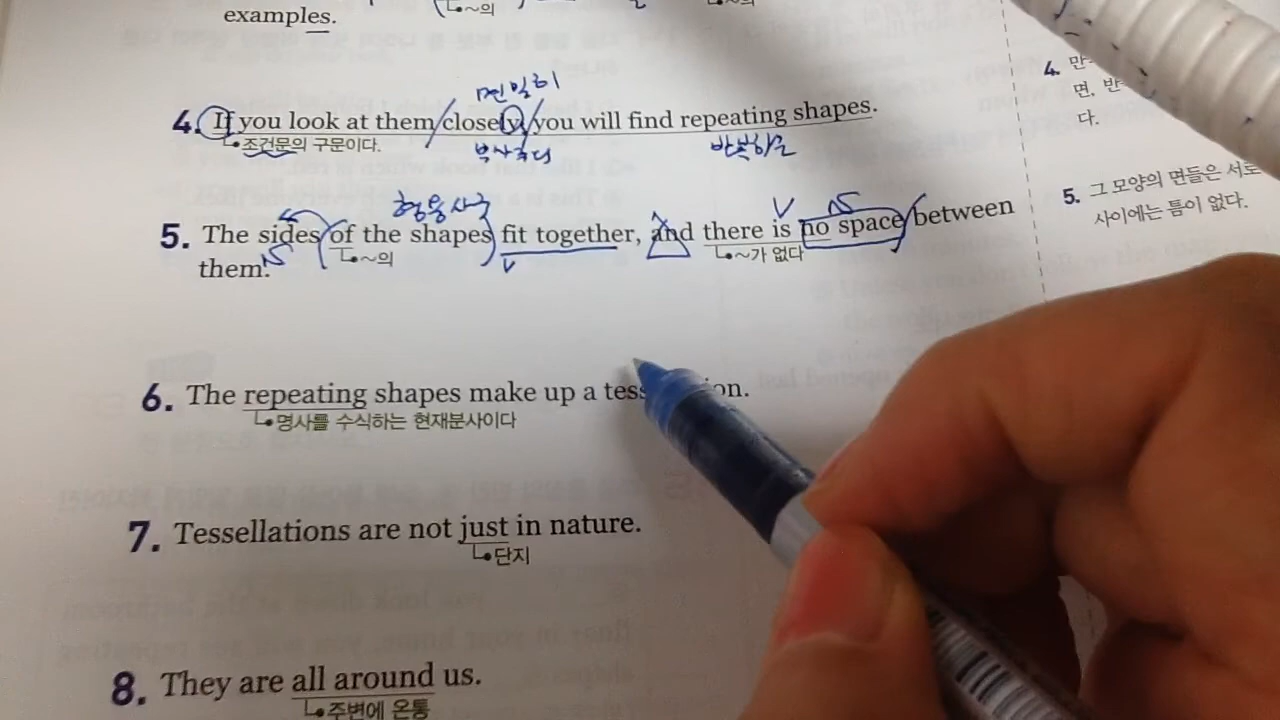 examples.
~의
4. If you look at them closely, you will find repeating shapes.
면밀히
조건문의 구문이다.
부사
반복하는
5. The sides of the shapes fit together, and there is no space between
형용사구
~의
~가 없다
them.
S
V
V
S
6. The repeating shapes make up a
명사를 수식하는 현재분사이다
7. Tessellations are not just in nature.
단지
8. They are all around us.
주변에 온통
4.
면, 반
다.
5. 그 모양의 면들은 서로
사이에는 틈이 없다.